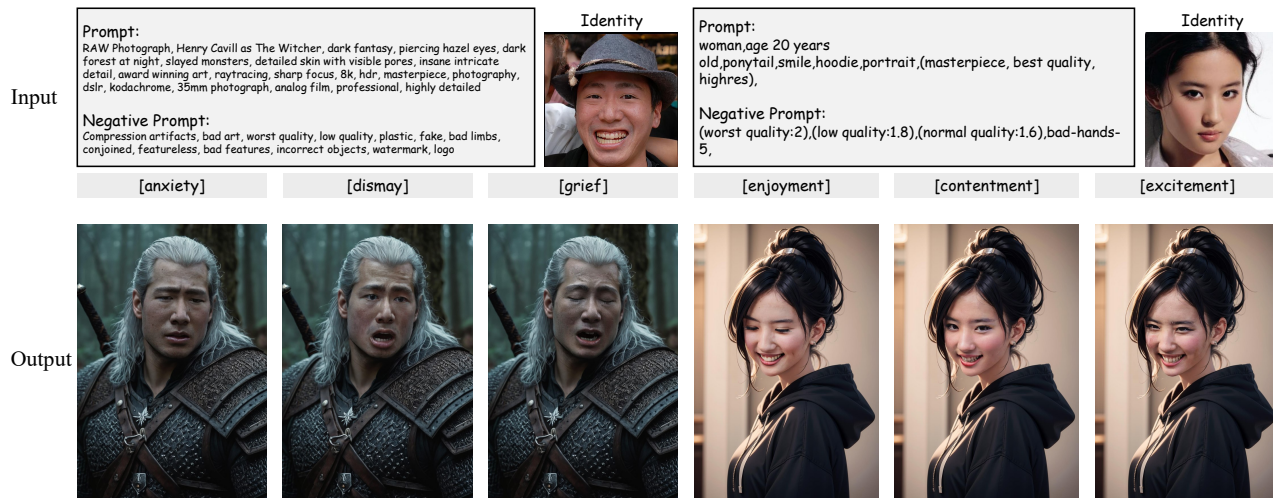 Input
Prompt:
RAW Photograph, Henry Cavill as The Witcher, dark fantasy, piercing hazel eyes, dark
forest at night, slayed monsters, detailed skin with visible pores, insane intricate
detail, award winning art, raytracing, sharp focus, 8k, hdr, masterpiece, photography,
dslr, kodachrome, 35mm photograph, analog film, professional, highly detailed
Negative Prompt:
Compression artifacts, bad art, worst quality, low quality, plastic, fake, bad limbs,
conjoined, featureless, bad features, incorrect objects, watermark, logo
Identity
Prompt:
woman,age 20 years
old,ponytail,smile,hoodie,portrait,(masterpiece, best quality,
highres),
Negative Prompt:
(worst quality:2),(low quality:1.8),(normal quality:1.6),bad-hands-
5,
Identity
[anxiety]
[dismay]
[grief]
[enjoyment]
[contentment]
[excitement]
Output